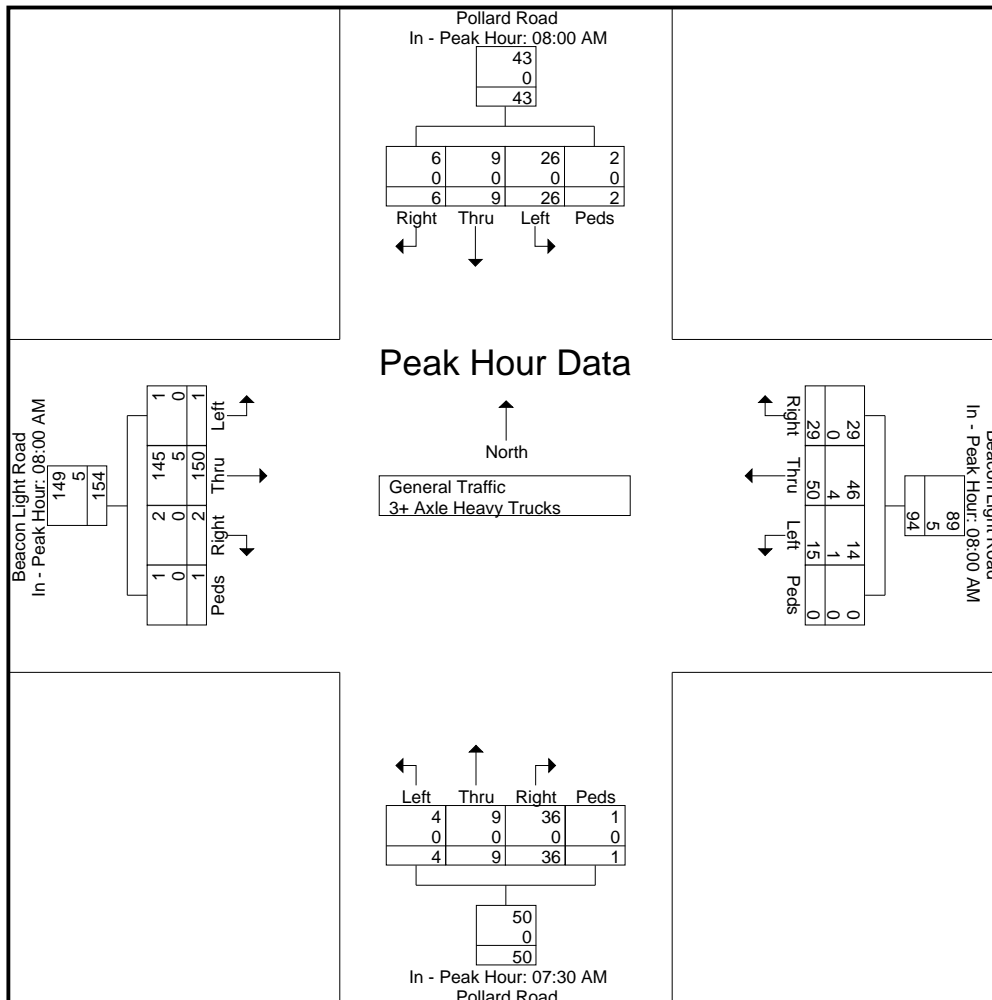 Pollard Road
In - Peak Hour: 08:00 AM
43
0
43
6 9 26 2
0 0 0 0
6 9 26 2
Right Thru Left Peds
Peak Hour Data
North
General Traffic
3+ Axle Heavy Trucks
Beacon Light Road
In - Peak Hour: 08:00 AM
149
5
154
1 0 1 Left
145 5 150 Thru
2 0 2 Right
1 0 1 Peds
Right 29 0 29
Thru 50 4 46
Left 15 1 14
Peds 0 0 0
89
5
94
Beacon Light Road
In - Peak Hour: 08:00 AM
Left Thru Right Peds
4 9 36 1
0 0 0 0
4 9 36 1
50
0
50
In - Peak Hour: 07:30 AM
Pollard Road